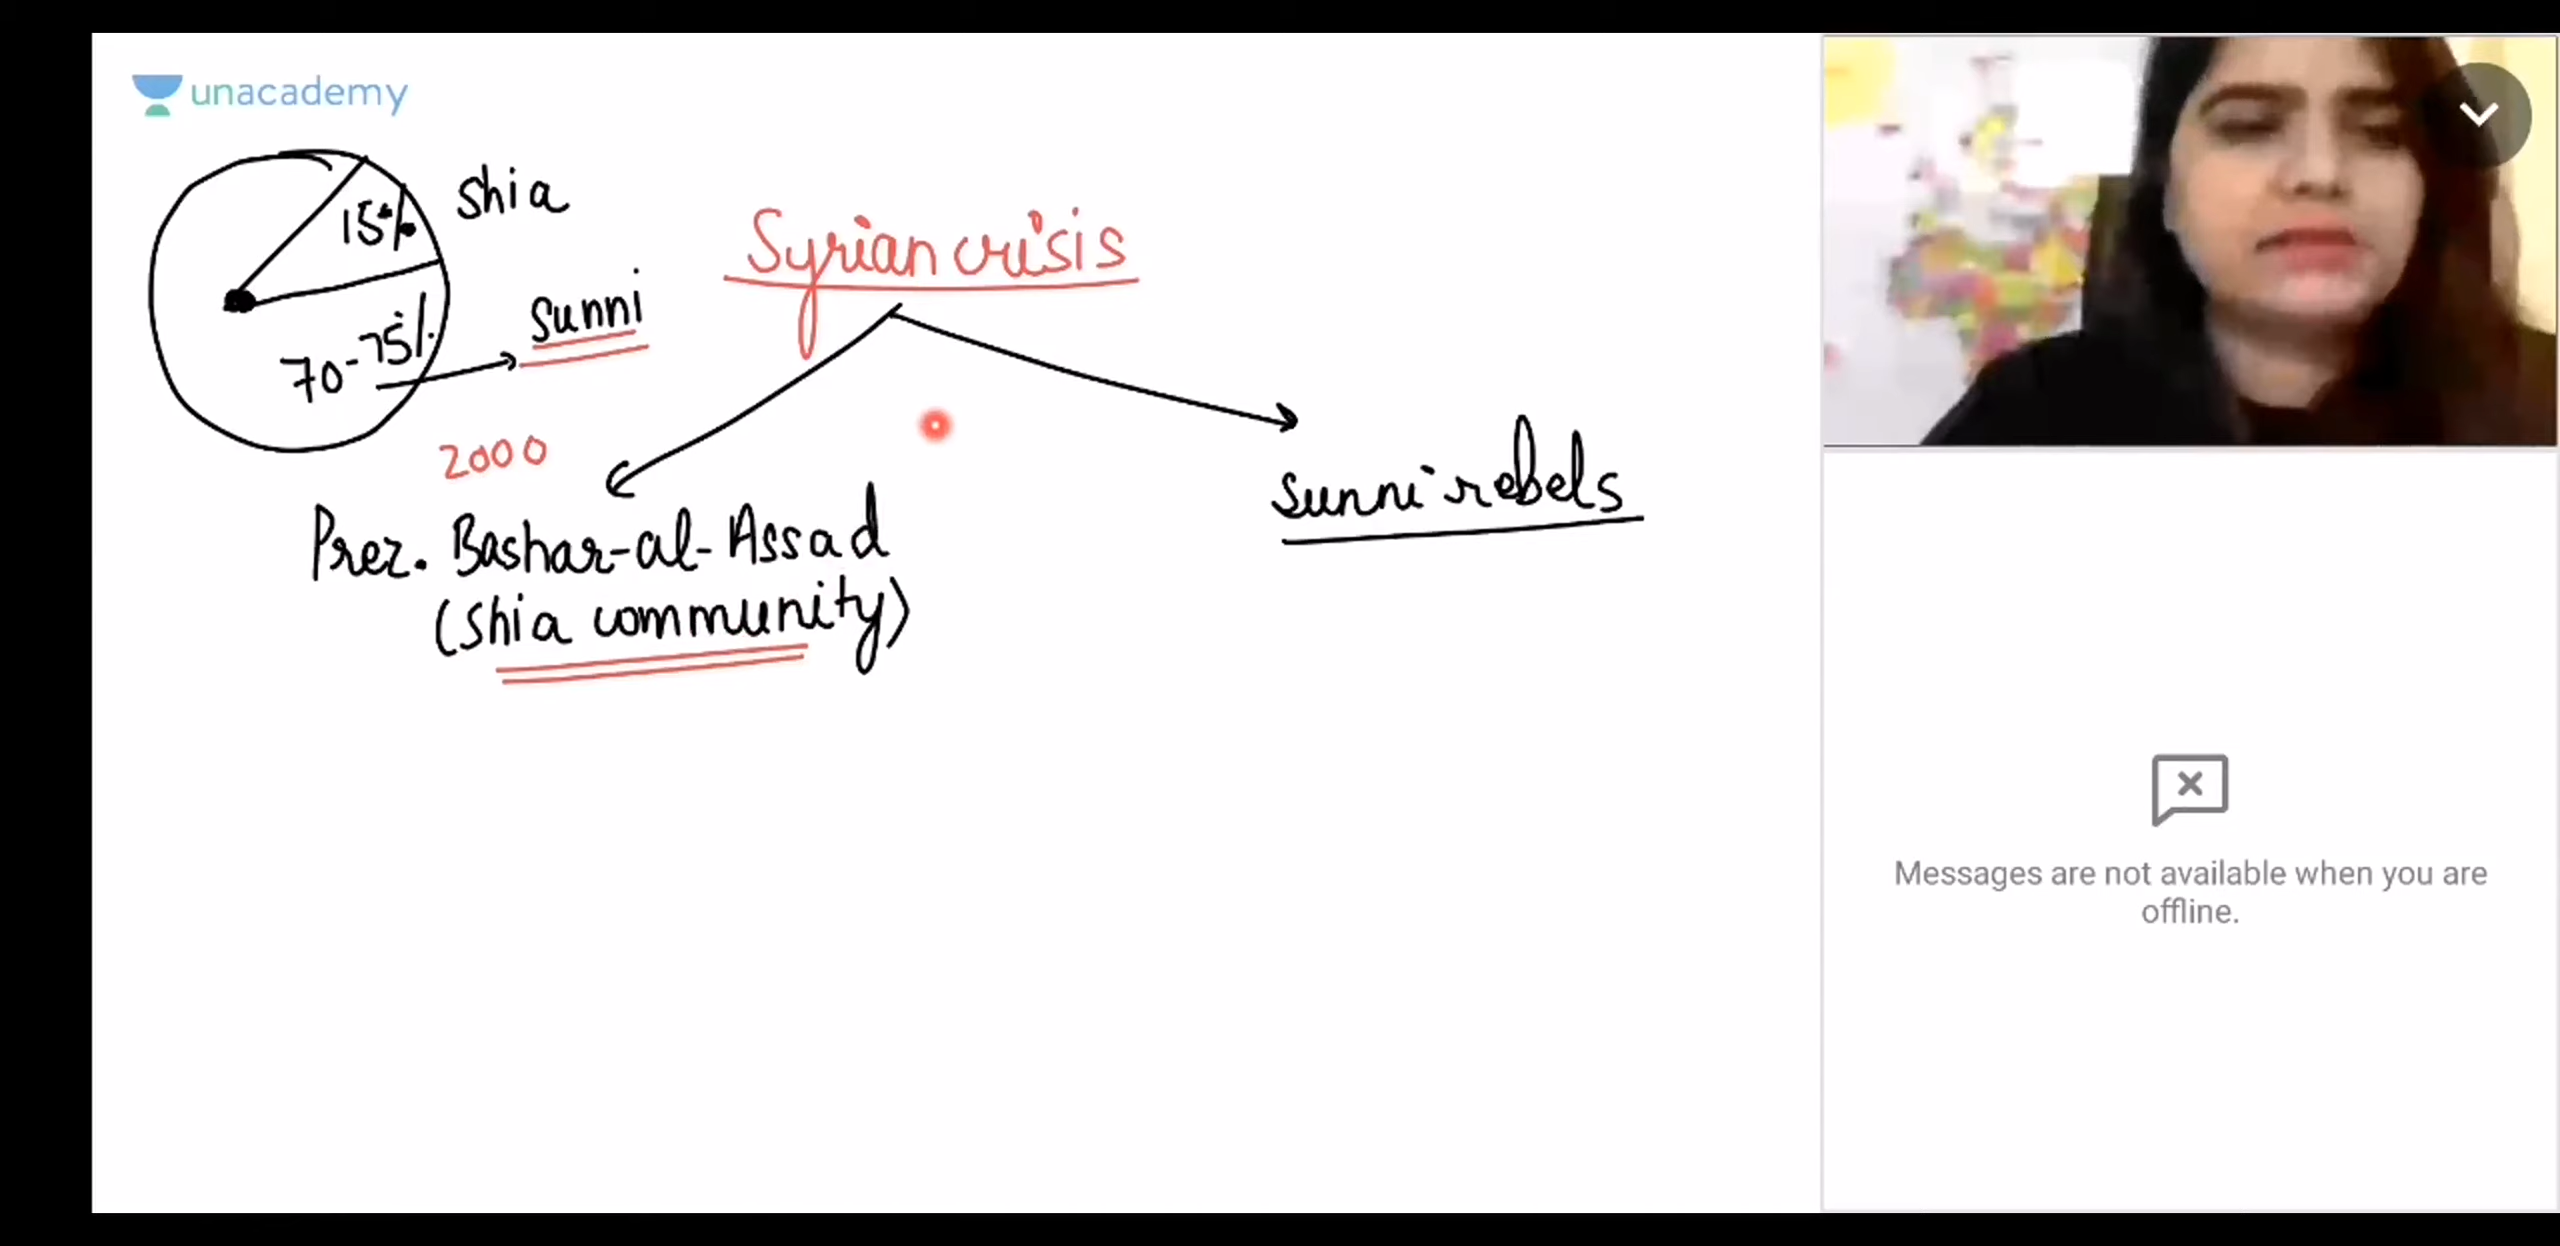 unacademy
15%
Shia
70-75%
Sunni
Syrian crisis
2000
Prez. Bashar-al-Assad
(Shia community)
Sunni rebels
Messages are not available when you are
offline.